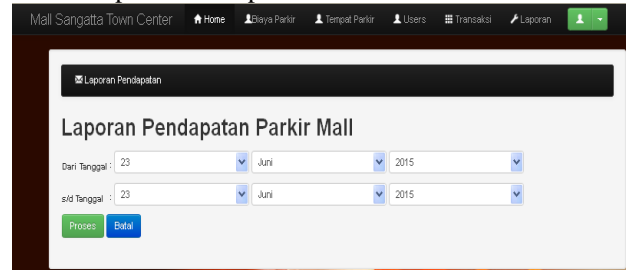 Mall Sangatta Town Center Home Biaya Parkir Tempat Parkir Users Transaksi Laporan
Laporan Pendapatan
Laporan Pendapatan Parkir Mall
Dari Tanggal : 23 Juni 2015
s/d Tanggal : 23 Juni 2015
Proses Batal